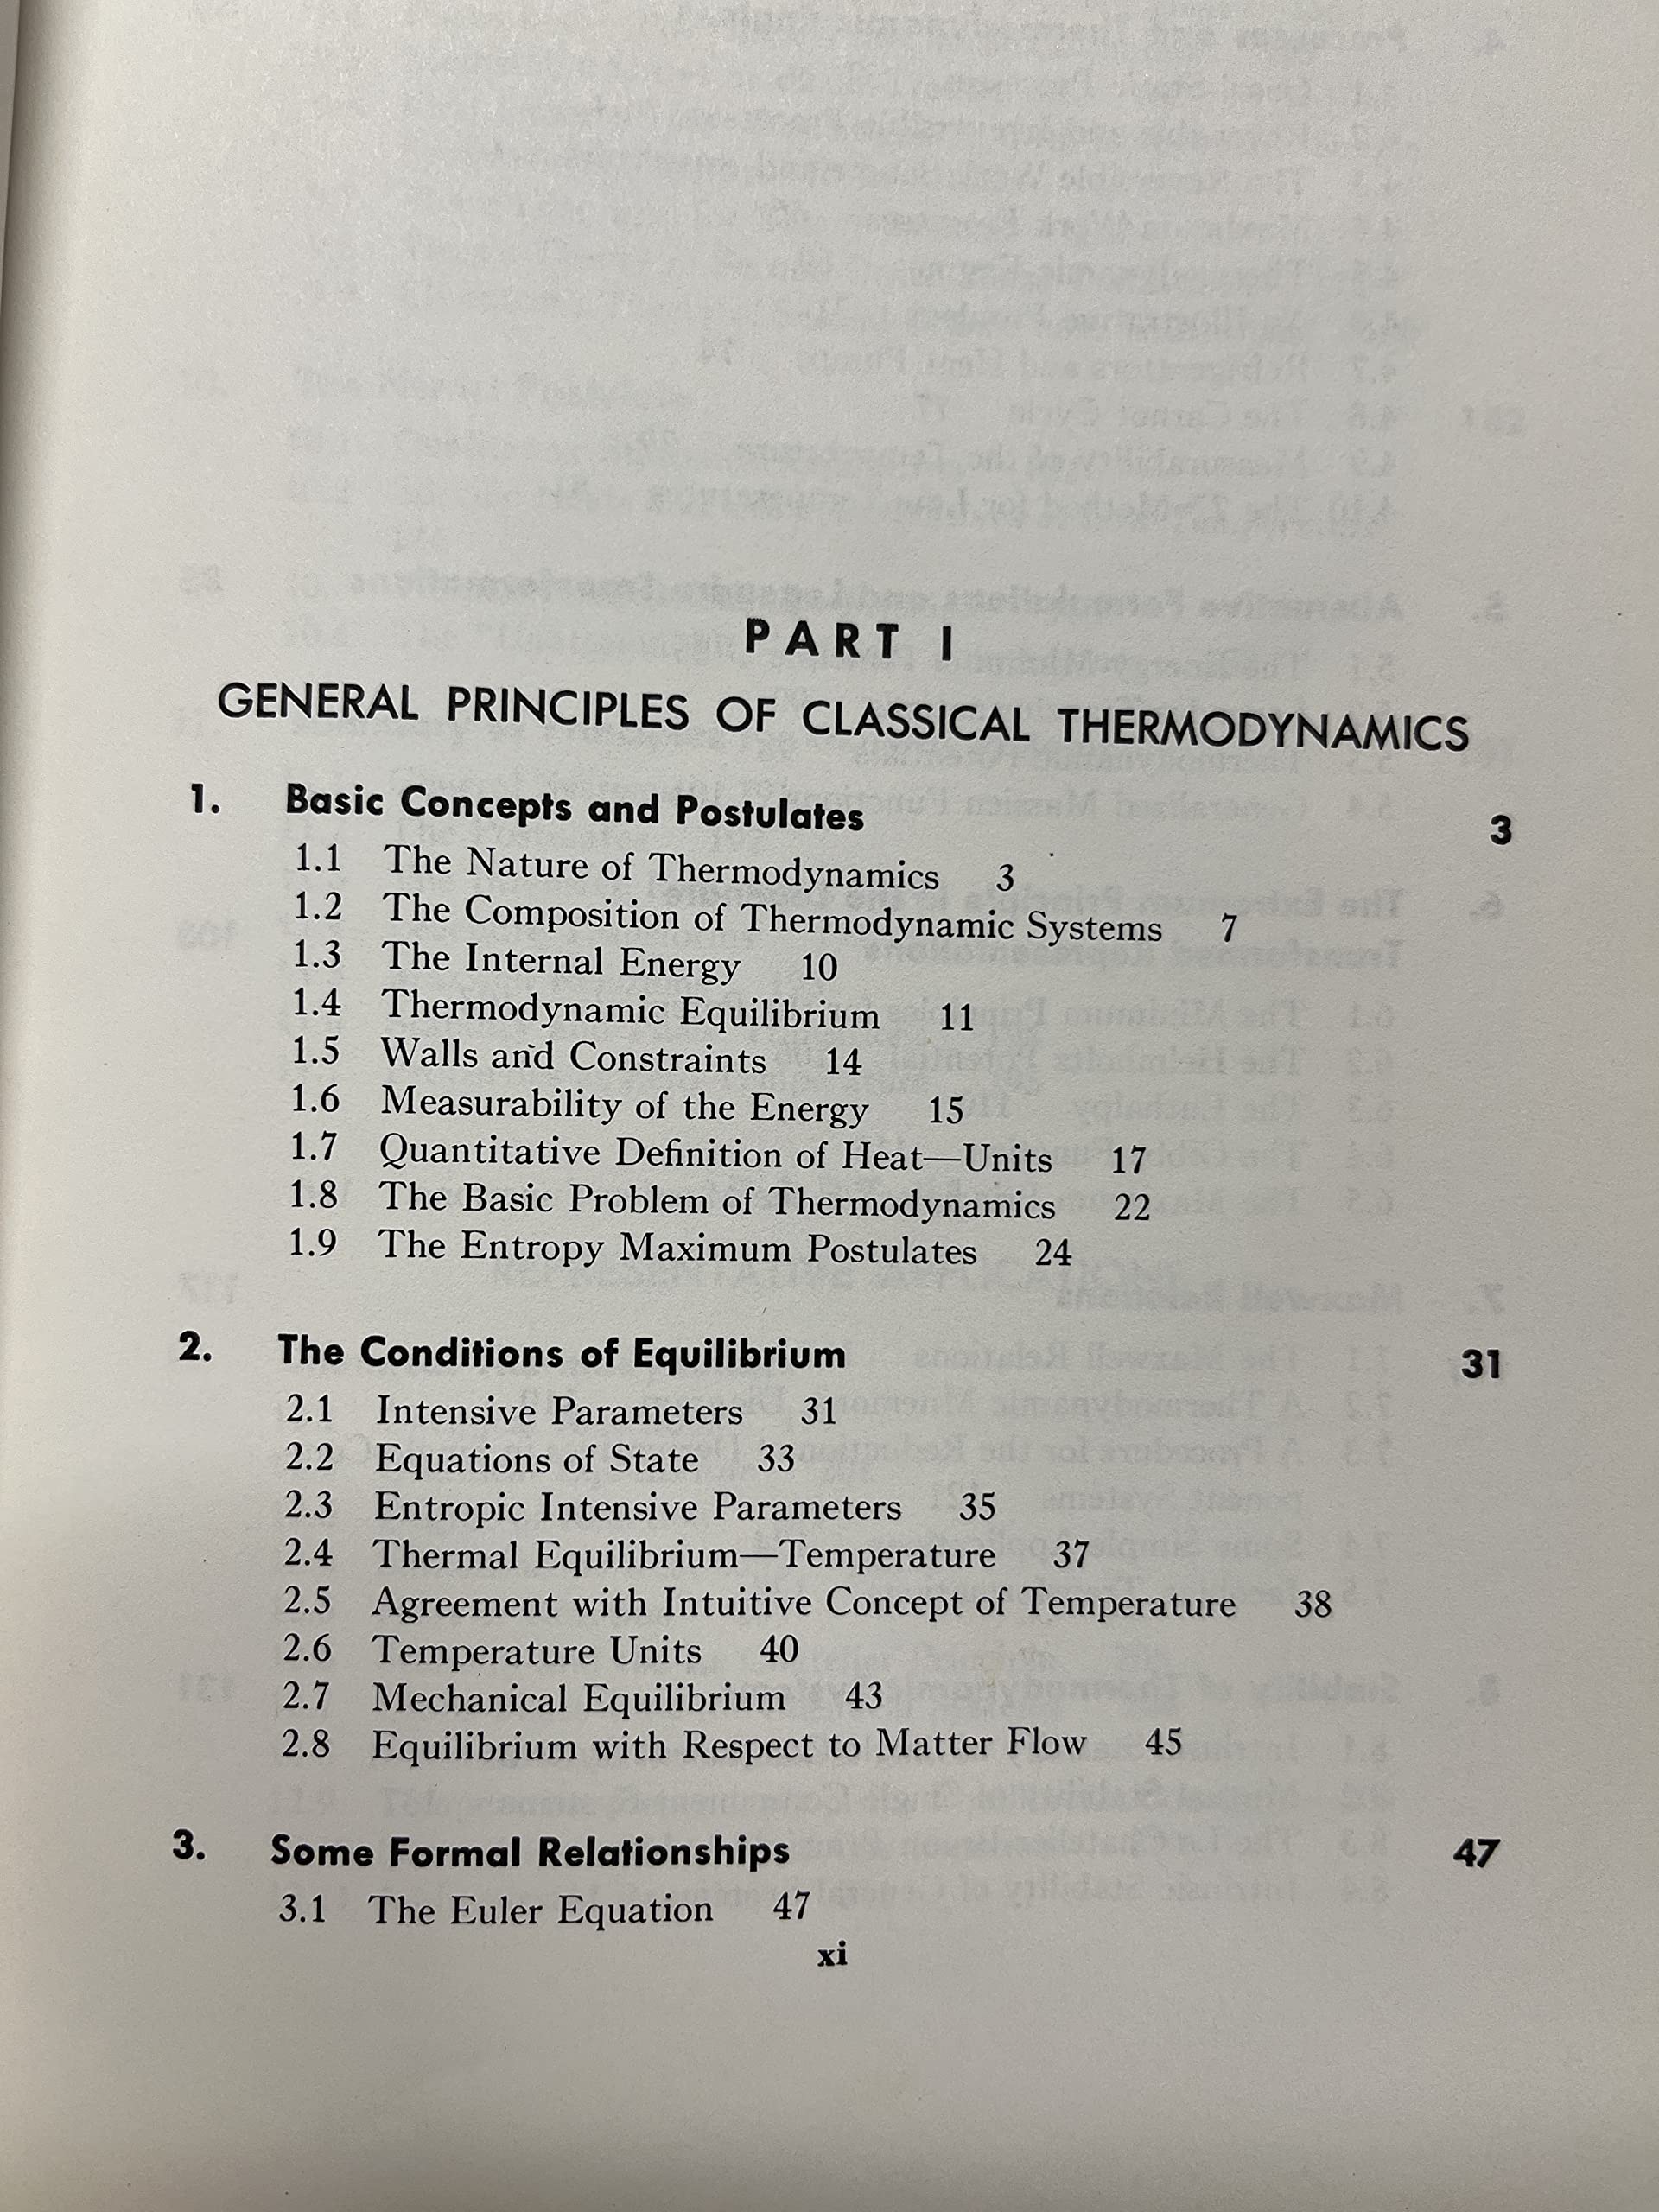 PART I
GENERAL PRINCIPLES OF CLASSICAL THERMODYNAMICS
1. Basic Concepts and Postulates 3
1.1 The Nature of Thermodynamics 3
1.2 The Composition of Thermodynamic Systems 7
1.3 The Internal Energy 10
1.4 Thermodynamic Equilibrium 11
1.5 Walls and Constraints 14
1.6 Measurability of the Energy 15
1.7 Quantitative Definition of Heat—Units 17
1.8 The Basic Problem of Thermodynamics 22
1.9 The Entropy Maximum Postulates 24
2. The Conditions of Equilibrium 31
2.1 Intensive Parameters 31
2.2 Equations of State 33
2.3 Entropic Intensive Parameters 35
2.4 Thermal Equilibrium—Temperature 37
2.5 Agreement with Intuitive Concept of Temperature 38
2.6 Temperature Units 40
2.7 Mechanical Equilibrium 43
2.8 Equilibrium with Respect to Matter Flow 45
3. Some Formal Relationships 47
3.1 The Euler Equation 47
xi